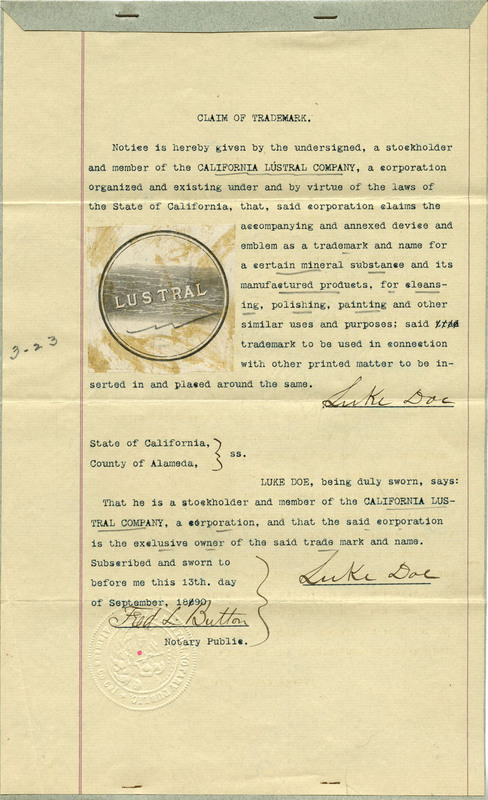 CLAIM OF TRADEMARK.
Notice is hereby given by the undersigned, a stockholder
and member of the CALIFORNIA LUSTRAL COMPANY, a corporation
organized and existing under and by virtue of the laws of
the State of California, that, said corporation claims the
accompanying and annexed device and
emblem as a trademark and name for
a certain mineral substance and its
manufactured products, for cleans-
ing, polishing, painting and other
similar uses and purposes; said
trademark to be used in connection
with other printed matter to be in-
serted in and placed around the same.
LUSTRAL
3-23
Luke Doe
State of California,
County of Alameda,
ss.
LUKE DOE, being duly sworn, says:
That he is a stockholder and member of the CALIFORNIA LUS-
TRAL COMPANY, a corporation, and that the said corporation
is the exclusive owner of the said trade mark and name.
Subscribed and sworn to
before me this 13th. day
of September, 1890.
Luke Doe
Fred L. Button
Notary Public.